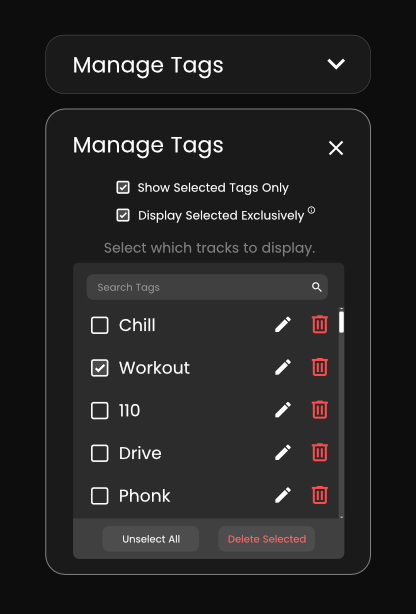 Manage Tags
Manage Tags
Show Selected Tags Only
Display Selected Exclusively
Select which tracks to display.
Search Tags
Chill
Workout
110
Drive
Phonk
Unselect All
Delete Selected